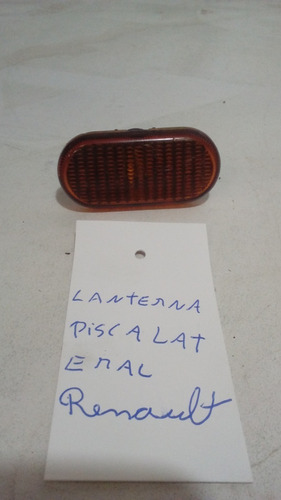 LANTERNA
PISCA LAT
ERAL
Renault